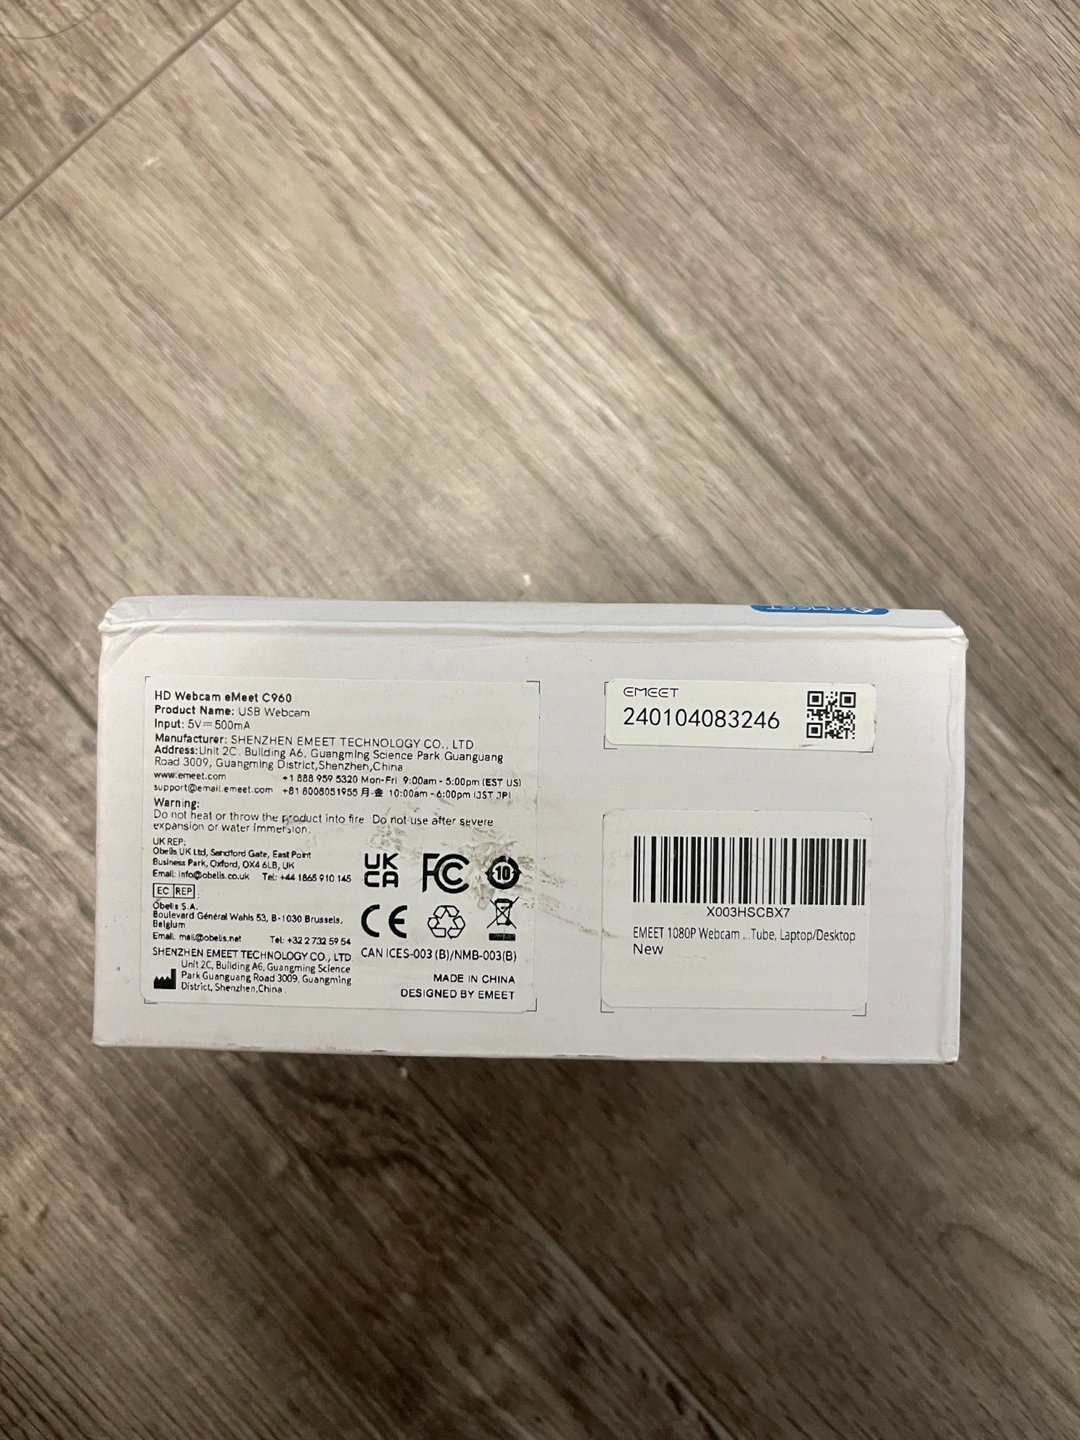 EMEET
HD Webcam eMeet C960
Product Name: USB Webcam
Input: 5V⎓500mA
Manufacturer: SHENZHEN EMEET TECHNOLOGY CO., LTD
Address:Unit 2C. Building A6, Guangming Science Park Guanguang
Road 3009, Guangming District,Shenzhen,China
www.emeet.com +1 888 959 5320 Mon-Fri 9:00am - 5:00pm (EST US)
support@email.emeet.com +81 8008051955 月-金 10:00am - 6:00pm (JST JP)
Warning:
Do not heat or throw the product into fire Do not use after severe
expansion or water immersion.
UK REP:
Obelis UK Ltd, Sandford Gate, East Point
Business Park, Oxford, OX4 6LB, UK
Email: info@obelis.co.uk Tel: +44 1865 910 145
EC REP
Obelis S.A.
Boulevard Général Wahis 53, B-1030 Brussels,
Belgium
Email: mail@obelis.net Tel: +32 2 732 59 54
SHENZHEN EMEET TECHNOLOGY CO., LTD
Unit 2C, Building A6, Guangming Science
Park Guanguang Road 3009, Guangming
District, Shenzhen,China.
UK
CA
FC
10
CE
CAN ICES-003 (B)/NMB-003(B)
MADE IN CHINA
DESIGNED BY EMEET
EMEET
240104083246
X003HSCBX7
EMEET 1080P Webcam ...Tube, Laptop/Desktop
New